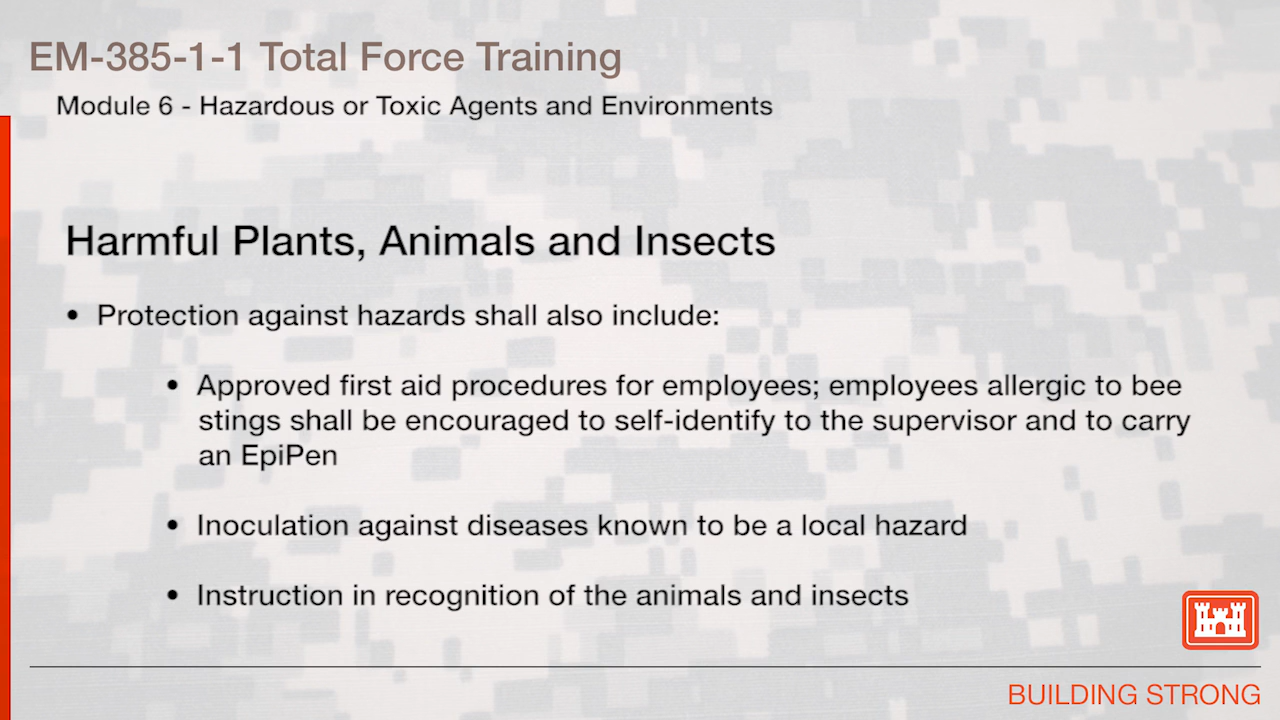 EM-385-1-1 Total Force Training
Module 6 - Hazardous or Toxic Agents and Environments
Harmful Plants, Animals and Insects
• Protection against hazards shall also include:
• Approved first aid procedures for employees; employees allergic to bee
stings shall be encouraged to self-identify to the supervisor and to carry
an EpiPen
• Inoculation against diseases known to be a local hazard
• Instruction in recognition of the animals and insects
BUILDING STRONG